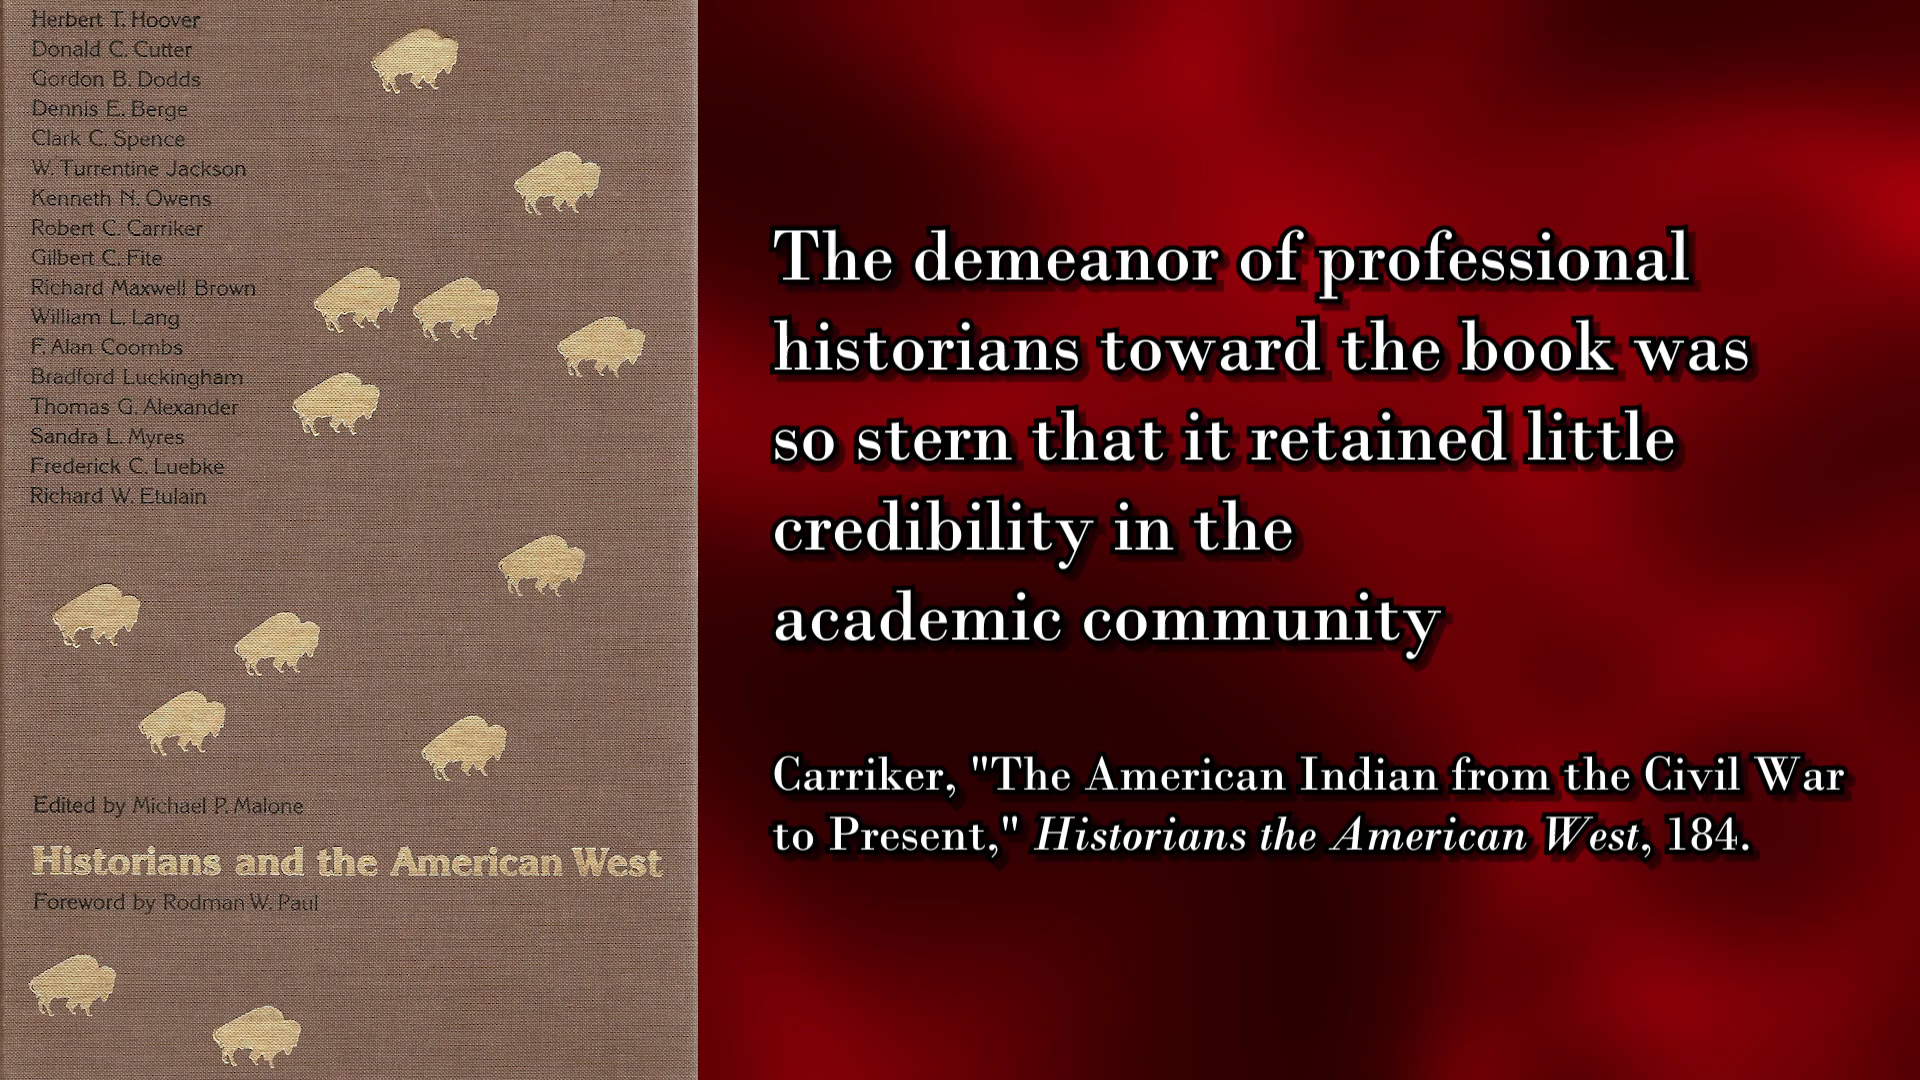 Herbert T. Hoover
Donald C. Cutter
Gordon B. Dodds
Dennis E. Berge
Clark C. Spence
W. Turrentine Jackson
Kenneth N. Owens
Robert C. Carriker
Gilbert C. Fite
Richard Maxwell Brown
William L. Lang
F. Alan Coombs
Bradford Luckingham
Thomas G. Alexander
Sandra L. Myres
Frederick C. Luebke
Richard W. Etulain
Edited by Michael P. Malone
Historians and the American West
Foreword by Rodman W. Paul
The demeanor of professional
historians toward the book was
so stern that it retained little
credibility in the
academic community
Carriker, "The American Indian from the Civil War
to Present," Historians the American West, 184.